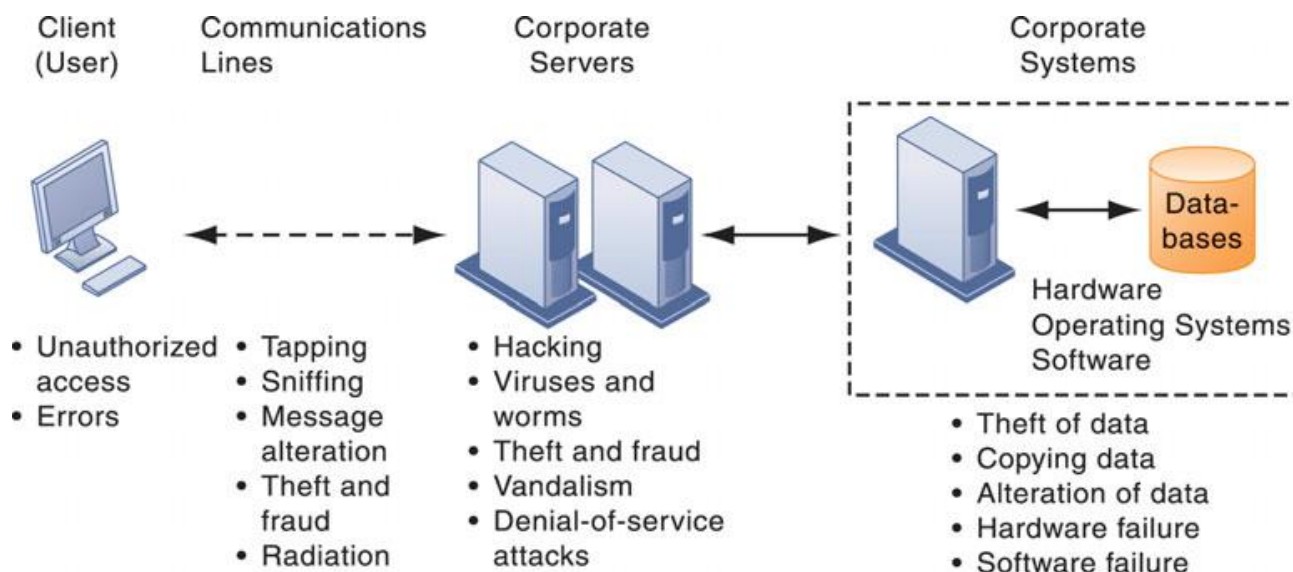 Client
(User)
Communications
Lines
Corporate
Servers
Corporate
Systems
Data-
bases
Hardware
Operating Systems
Software
• Unauthorized
access
• Errors
• Tapping
• Sniffing
• Message
alteration
• Theft and
fraud
• Radiation
• Hacking
• Viruses and
worms
• Theft and fraud
• Vandalism
• Denial-of-service
attacks
• Theft of data
• Copying data
• Alteration of data
• Hardware failure
• Software failure